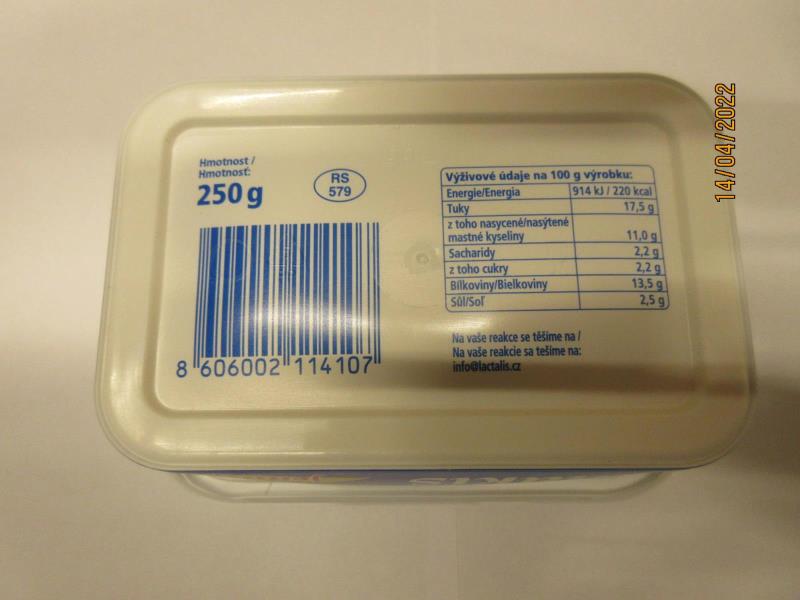 Hmotnost /
Hmotnosť:
250 g
RS
579
8 606002 114107
Výživové údaje na 100 g výrobku:
Energie/Energia 914 kJ / 220 kcal
Tuky 17,5 g
z toho nasycené/nasýtené
mastné kyseliny 11,0 g
Sacharidy 2,2 g
z toho cukry 2,2 g
Bílkoviny/Bielkoviny 13,5 g
Sůl/Soľ 2,5 g
Na vaše reakce se těšíme na /
Na vaše reakcie sa tešíme na:
info@lactalis.cz
14/04/2022